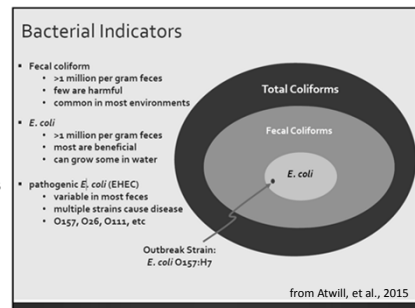 Bacterial Indicators
▪ Fecal coliform
• >1 million per gram feces
• few are harmful
• common in most environments
▪ E. coli
• >1 million per gram feces
• most are beneficial
• can grow some in water
▪ pathogenic E. coli (EHEC)
• variable in most feces
• multiple strains cause disease
• O157, O26, O111, etc
Total Coliforms
Fecal Coliforms
E. coli
Outbreak Strain:
E. coli O157:H7
from Atwill, et al., 2015